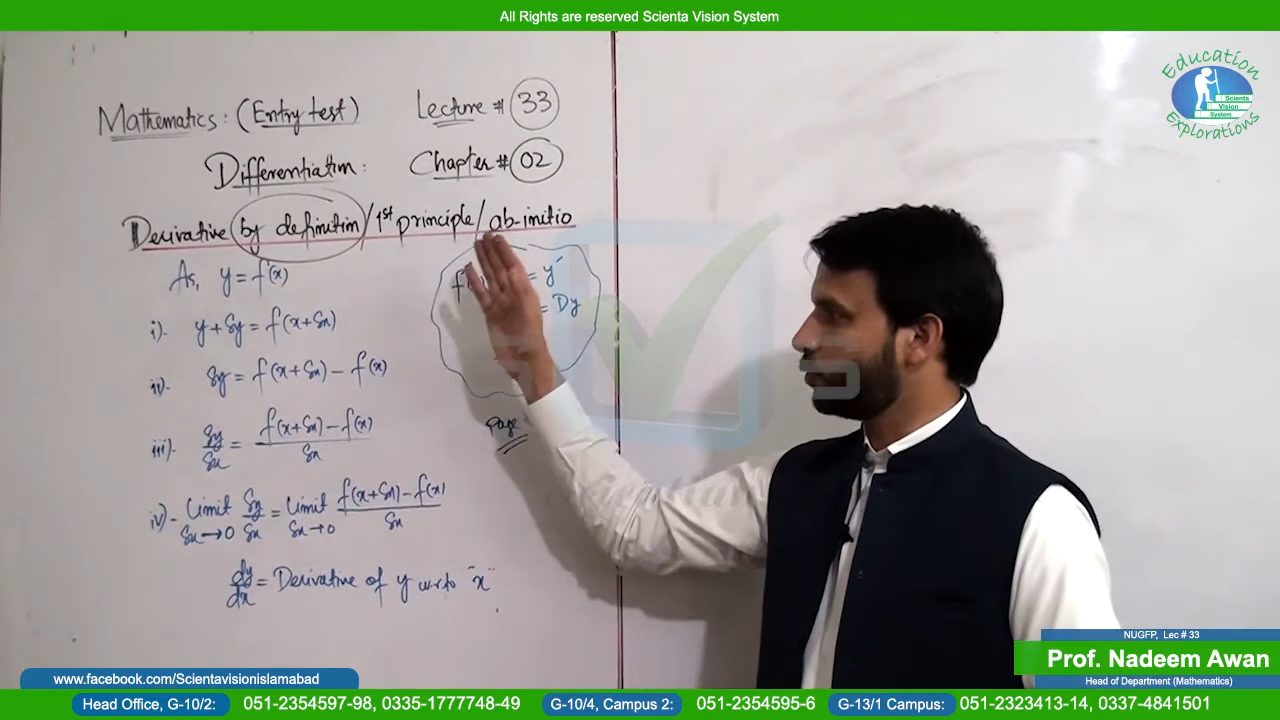 All Rights are reserved Scienta Vision System
Education
Scienta
Vision
System
Explorations
Mathematics: (Entry test) Lecture # 33
Differentiation: Chapter # 02
Derivative by definition / 1st principle / ab-initio
As, y = f(x)
i)- y + δy = f(x+δx)
ii)- δy = f(x+δx) - f(x)
iii)- δy/δx = f(x+δx) - f(x) / δx
iv)- Limit δx→0 δy/δx = Limit δx→0 f(x+δx) - f(x) / δx
dy/dx = Derivative of y w.r.to "x"
= y′
= Dy
page
NUGFP, Lec # 33
Prof. Nadeem Awan
Head of Department (Mathematics)
www.facebook.com/Scientavisionislamabad
Head Office, G-10/2: 051-2354597-98, 0335-1777748-49 G-10/4, Campus 2: 051-2354595-6 G-13/1 Campus: 051-2323413-14, 0337-4841501